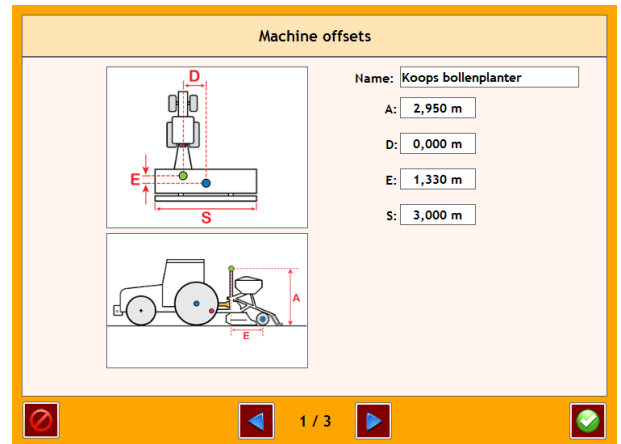 Machine offsets
D
E
S
A
E
Name: Koops bollenplanter
A: 2,950 m
D: 0,000 m
E: 1,330 m
S: 3,000 m
1 / 3